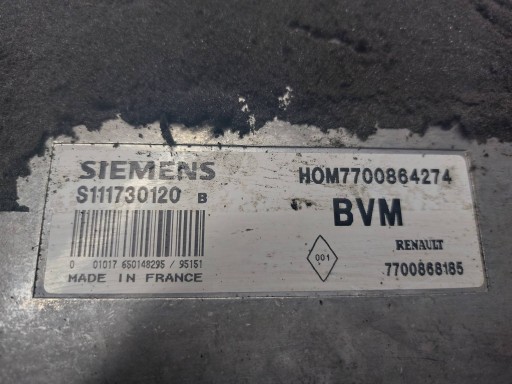 SIEMENS
S111730120 B
0 01017 650148295 / 95151
MADE IN FRANCE
HOM7700864274
BVM
001
RENAULT
7700868185